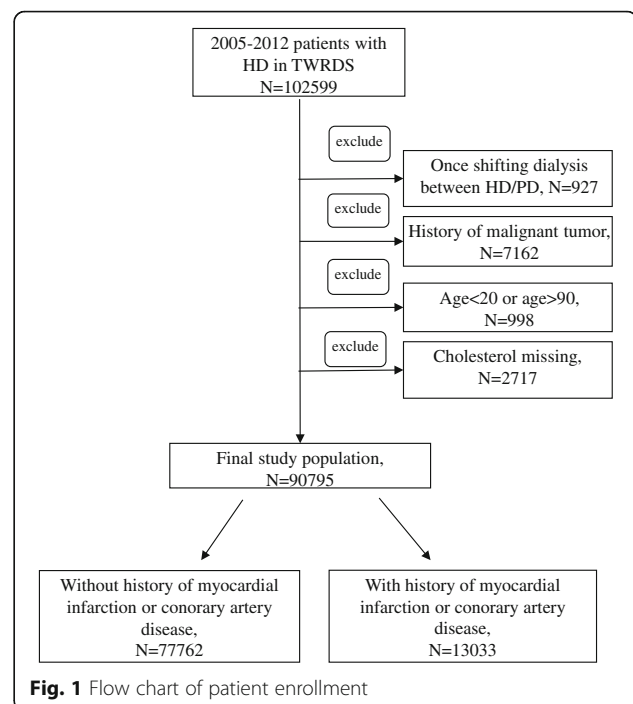 2005-2012 patients with
HD in TWRDS
N=102599
exclude
Once shifting dialysis
between HD/PD, N=927
exclude
History of malignant tumor,
N=7162
exclude
Age<20 or age>90,
N=998
exclude
Cholesterol missing,
N=2717
Final study population,
N=90795
Without history of myocardial
infarction or conorary artery
disease,
N=77762
With history of myocardial
infarction or conorary artery
disease,
N=13033
Fig. 1 Flow chart of patient enrollment